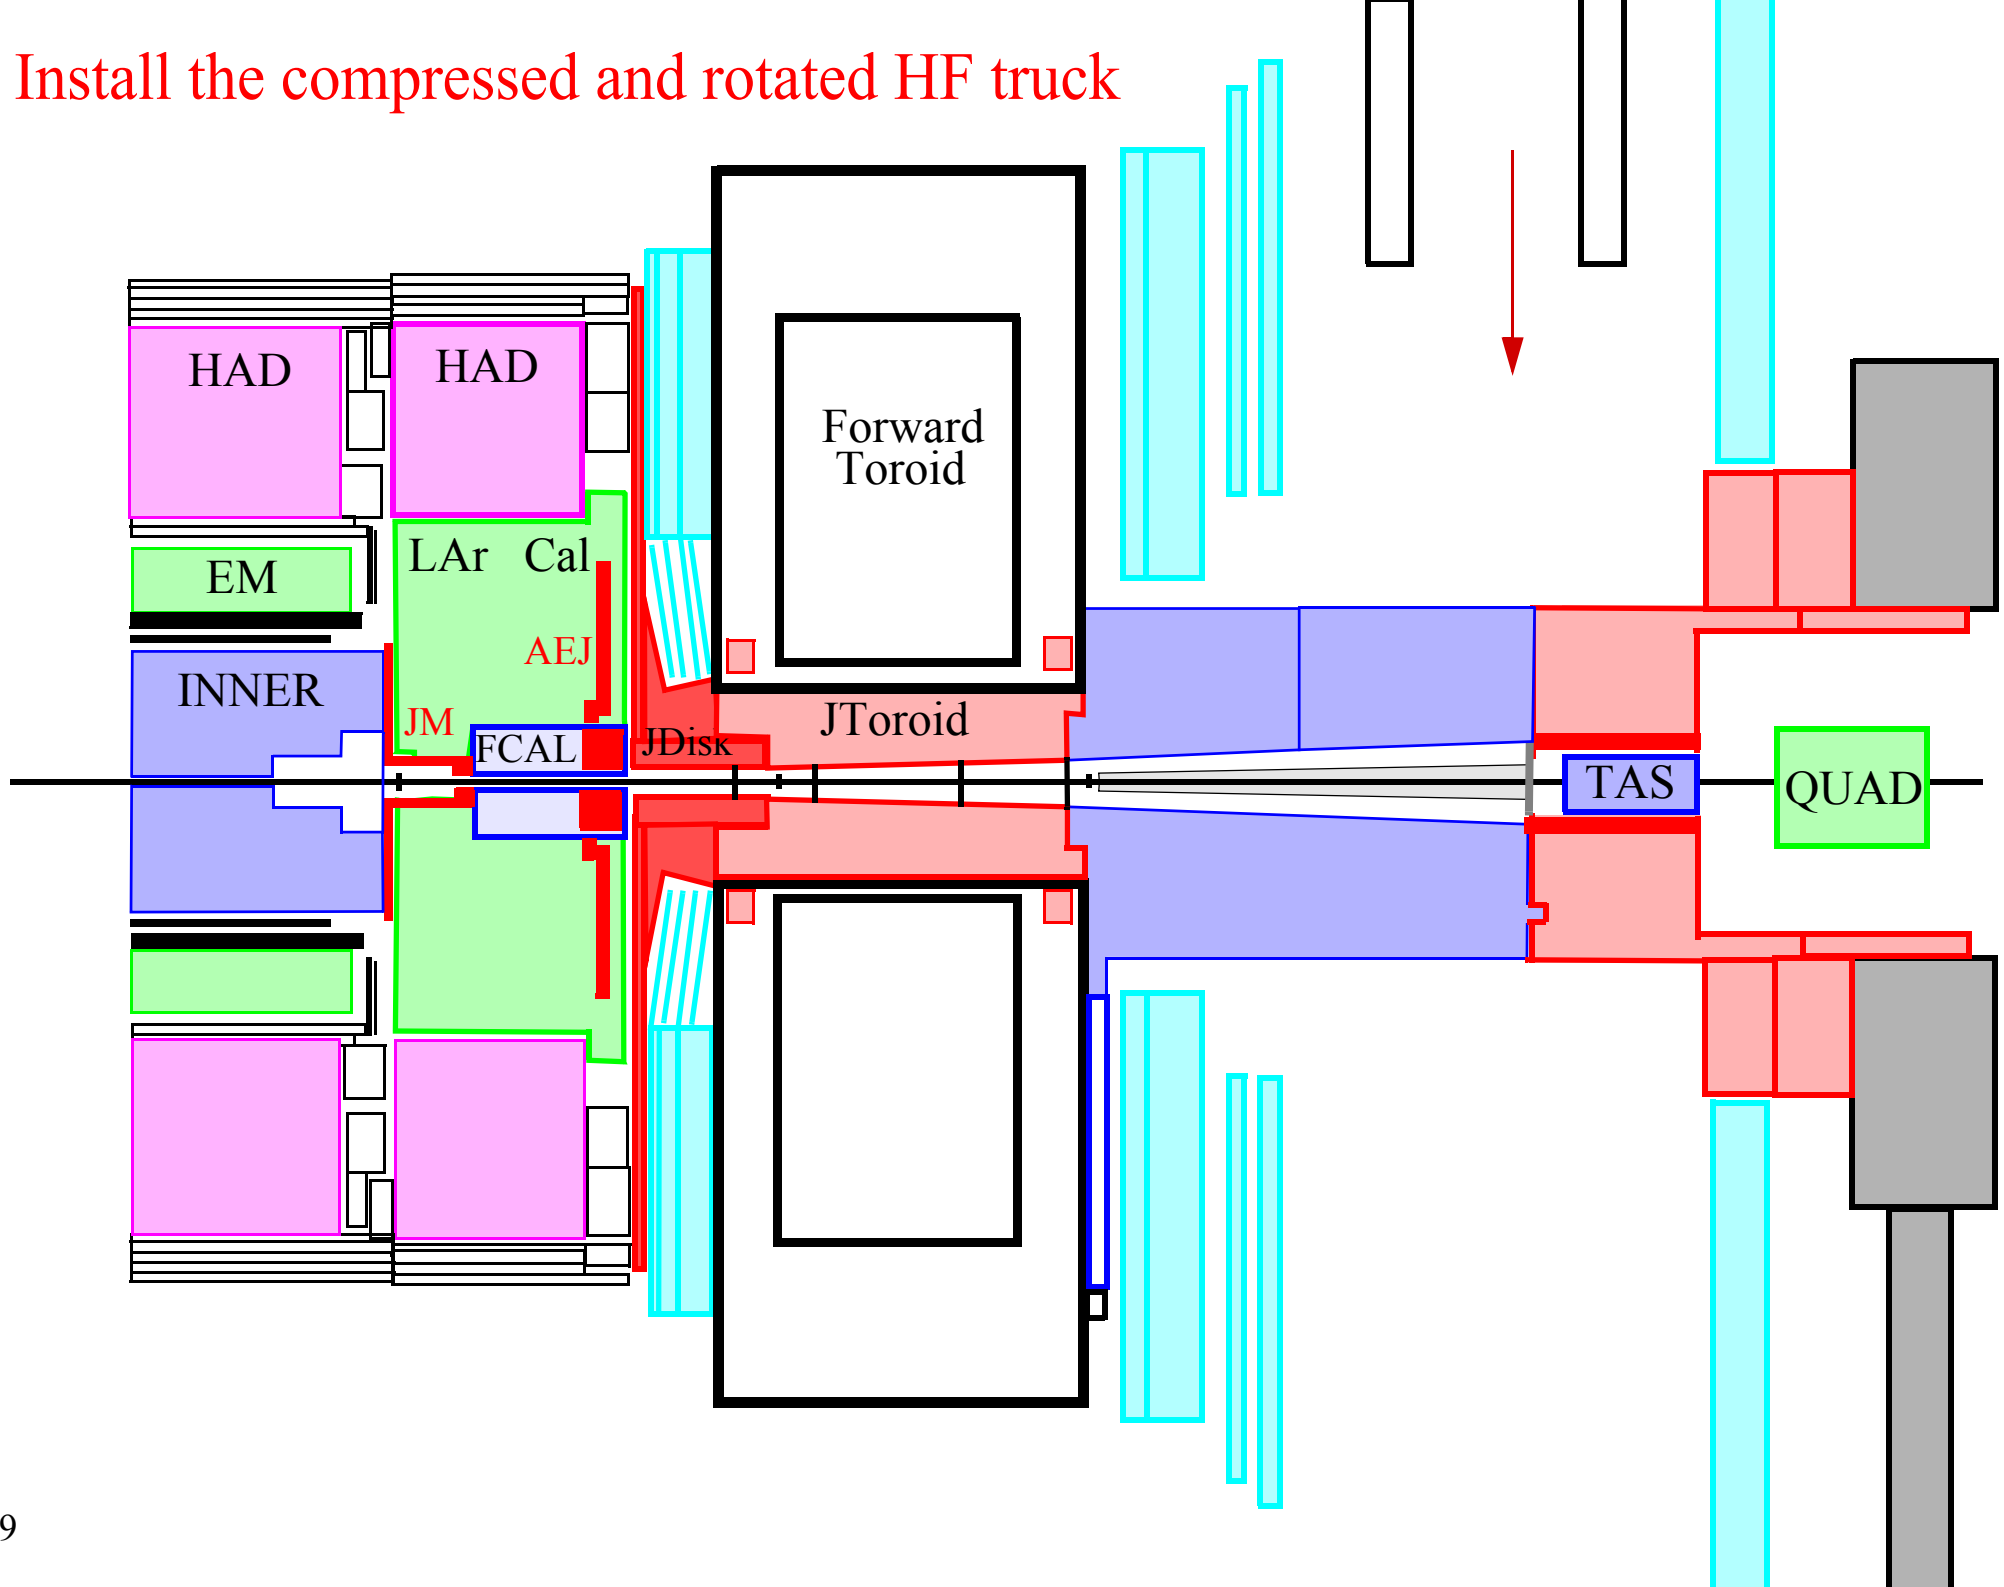 Install the compressed and rotated HF truck
HAD
HAD
Forward
Toroid
LAr Cal
EM
AEJ
INNER
JM
FCAL
JDisk
JToroid
TAS
QUAD
9